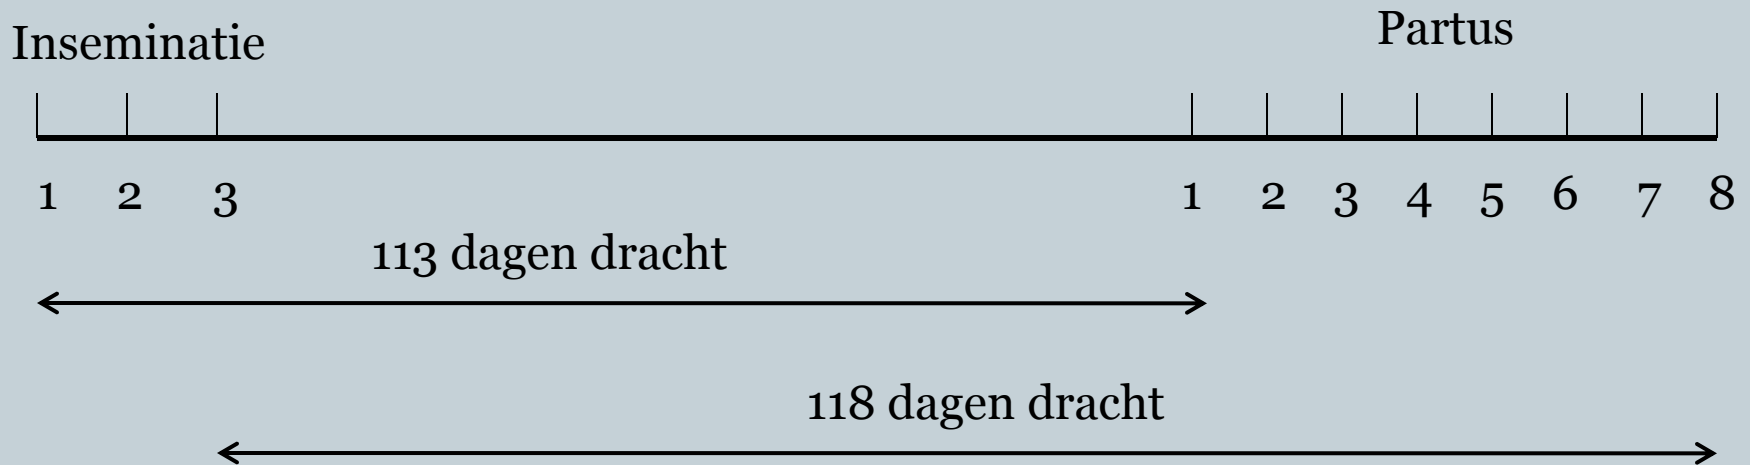 Inseminatie
Partus
1 2 3 1 2 3 4 5 6 7 8
113 dagen dracht
118 dagen dracht